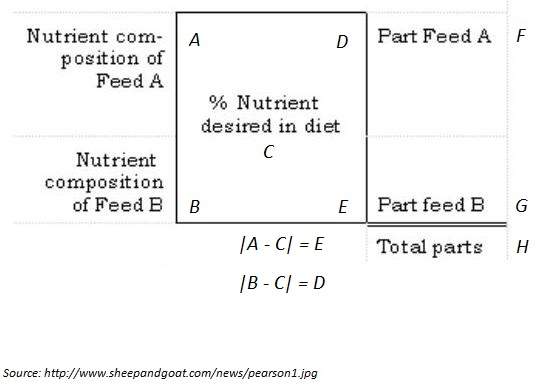 Nutrient com-
position of
Feed A
A
D
Part Feed A
F
% Nutrient
desired in diet
C
Nutrient
composition
of Feed B
B
E
Part feed B
G
|A - C| = E
Total parts
H
|B - C| = D
Source: http://www.sheepandgoat.com/news/pearson1.jpg